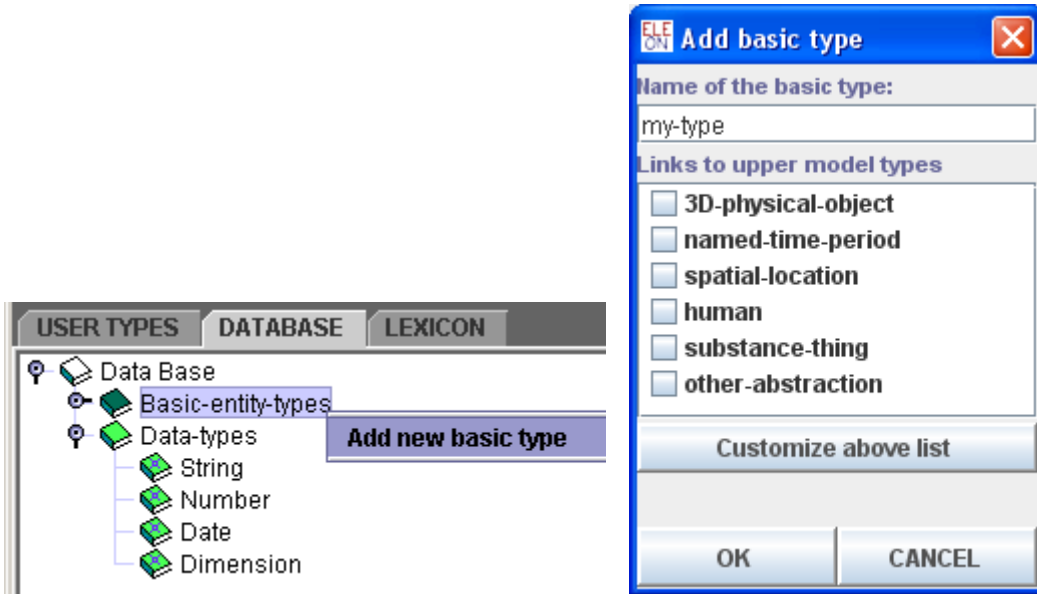 USER TYPES DATABASE LEXICON
Data Base
Basic-entity-types
Add new basic type
Data-types
String
Number
Date
Dimension
ELE
ON
Add basic type
Name of the basic type:
my-type
Links to upper model types
3D-physical-object
named-time-period
spatial-location
human
substance-thing
other-abstraction
Customize above list
OK CANCEL